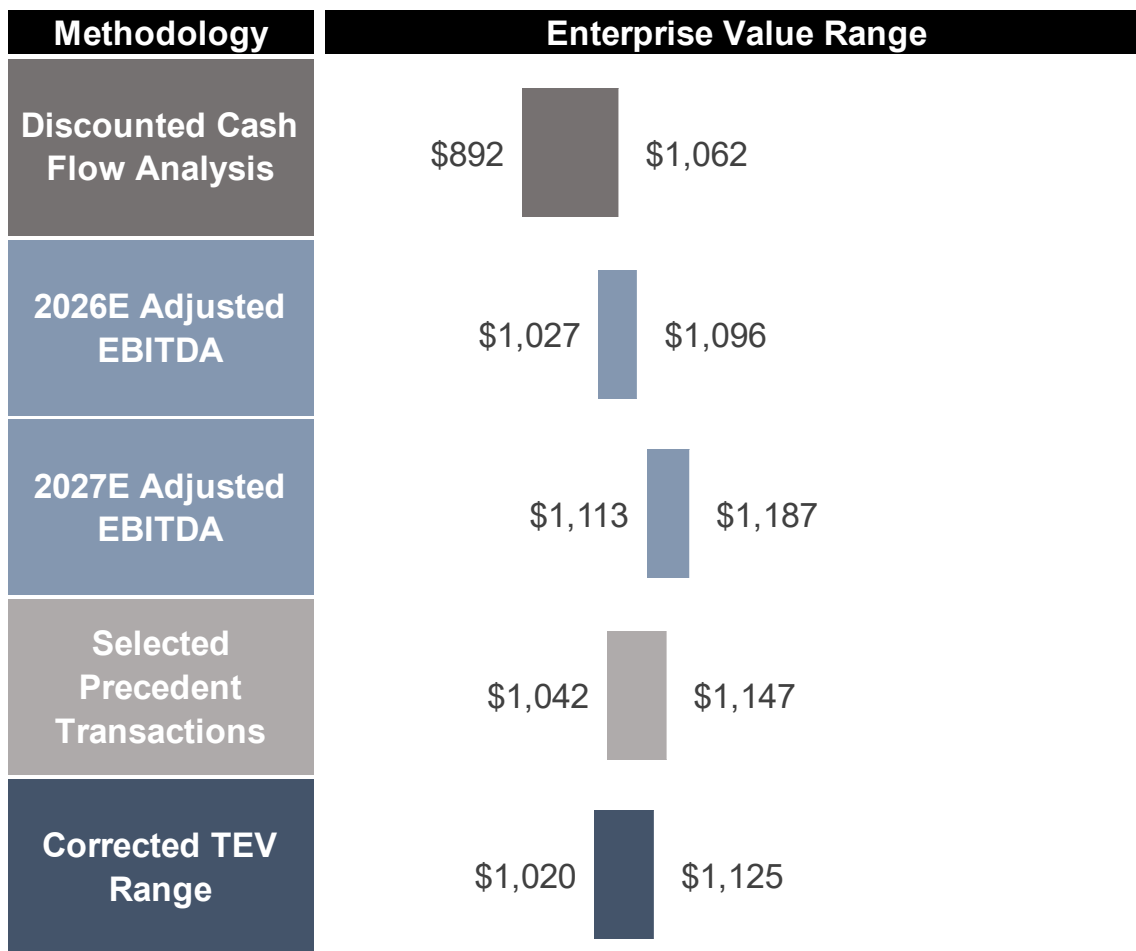 Methodology
Enterprise Value Range
Discounted Cash
Flow Analysis
$892
$1,062
2026E Adjusted
EBITDA
$1,027
$1,096
2027E Adjusted
EBITDA
$1,113
$1,187
Selected
Precedent
Transactions
$1,042
$1,147
Corrected TEV
Range
$1,020
$1,125